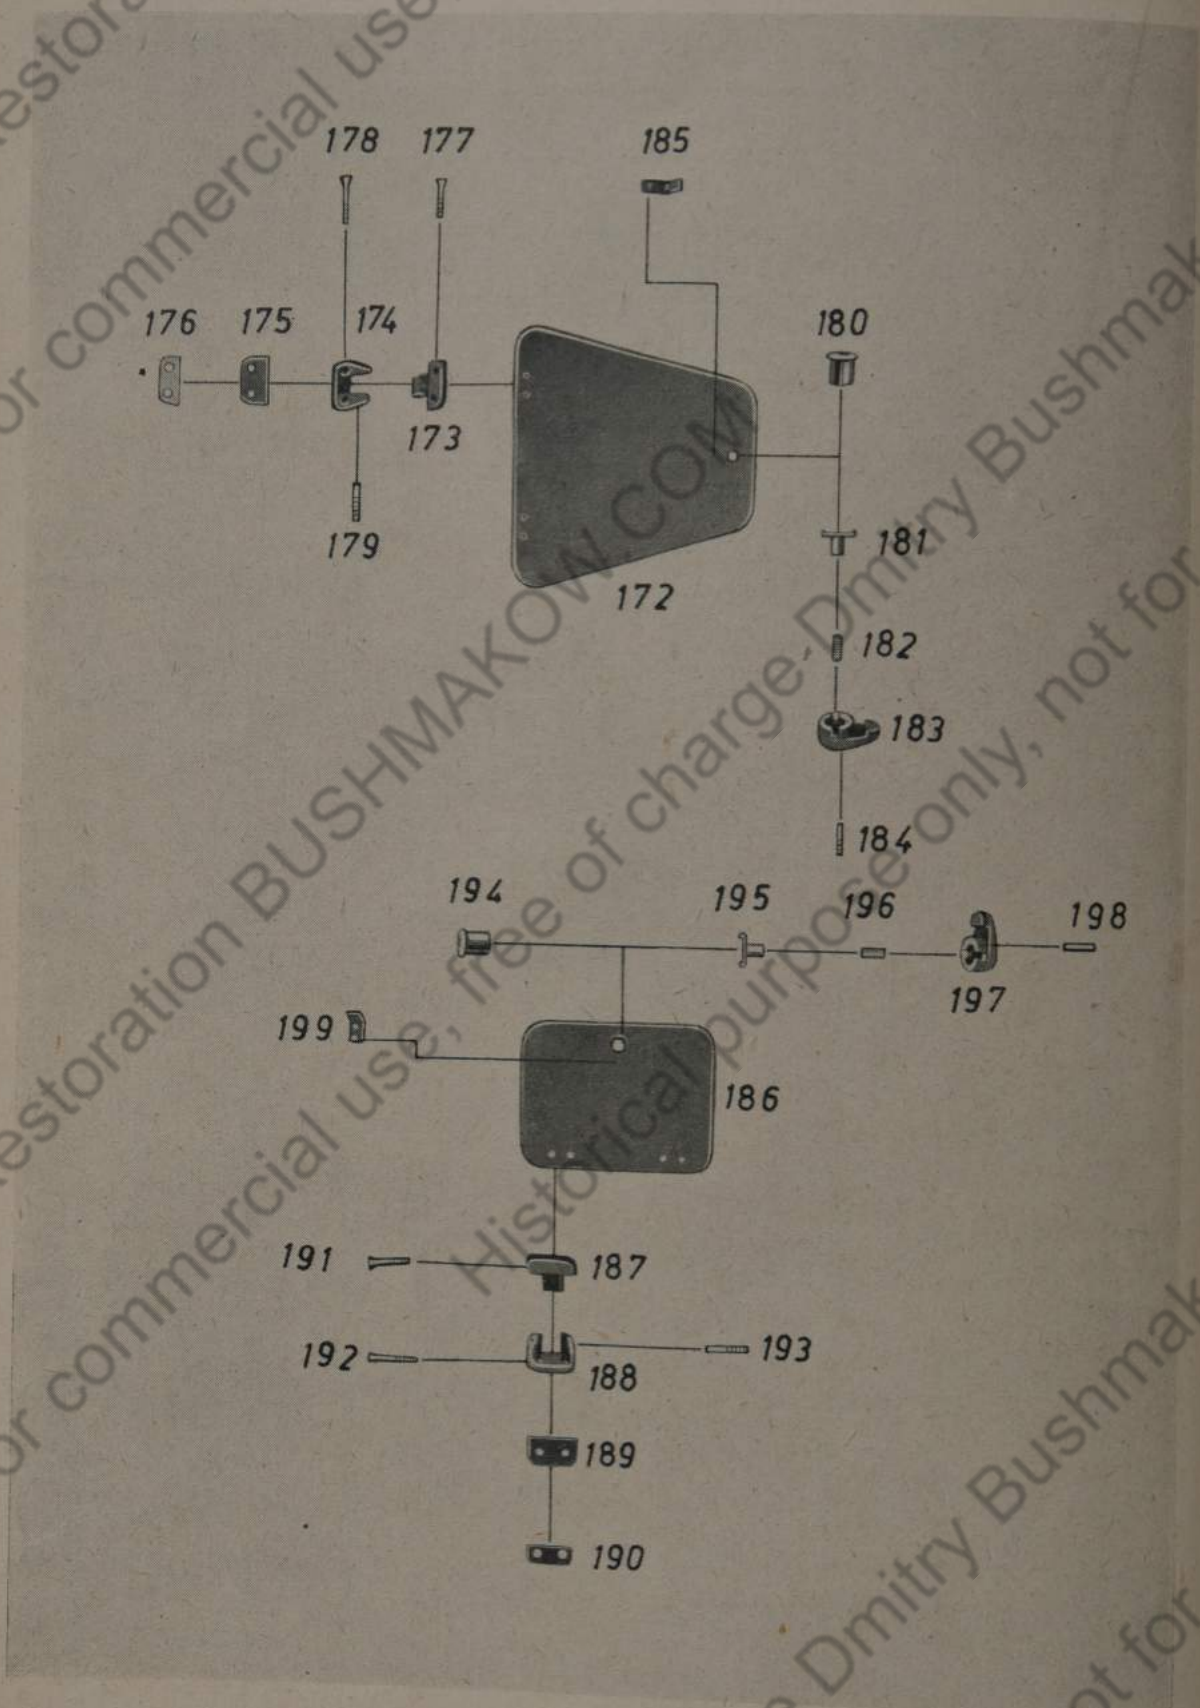 178 177 185
176 175 174 180
173
179 181
172
182
183
184
194 195 196 198
197
199
186
191 187
192 193
188
189
190
Restoration BUSHMAKOW.COM
for commercial use, free of charge-Dmitry Bushmak
Historical purpose only, not for